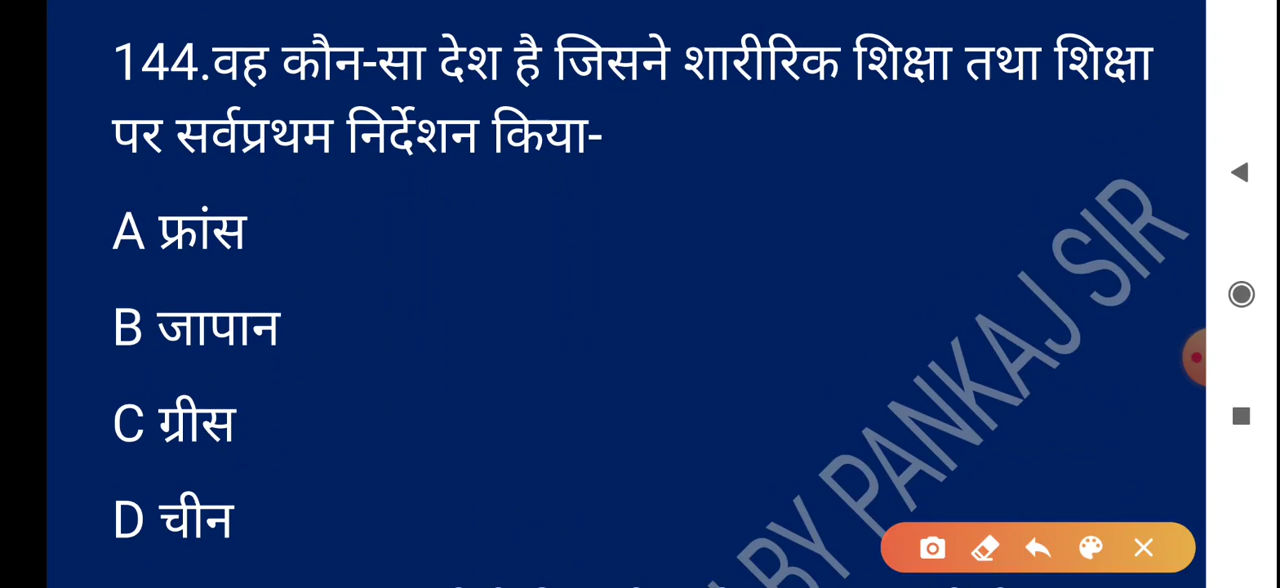 144.वह कौन-सा देश है जिसने शारीरिक शिक्षा तथा शिक्षा
पर सर्वप्रथम निर्देशन किया-
A फ्रांस
B जापान
C ग्रीस
D चीन
BY PANKAJ SIR